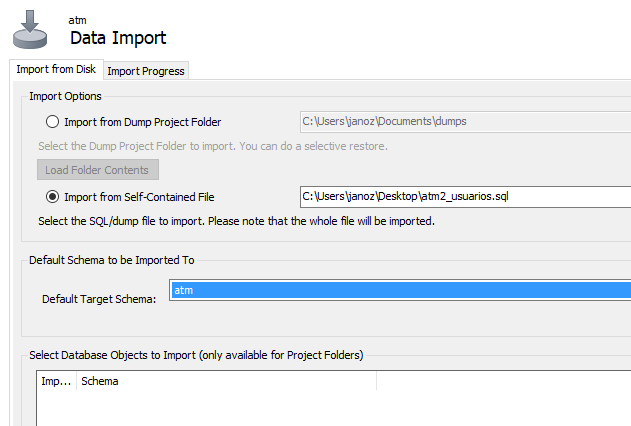 atm
Data Import
Import from Disk
Import Progress
Import Options
Import from Dump Project Folder
C:\Users\janoz\Documents\dumps
Select the Dump Project Folder to import. You can do a selective restore.
Load Folder Contents
Import from Self-Contained File
C:\Users\janoz\Desktop\atm2_usuarios.sql
Select the SQL/dump file to import. Please note that the whole file will be imported.
Default Schema to be Imported To
Default Target Schema:
atm
Select Database Objects to Import (only available for Project Folders)
Imp...
Schema